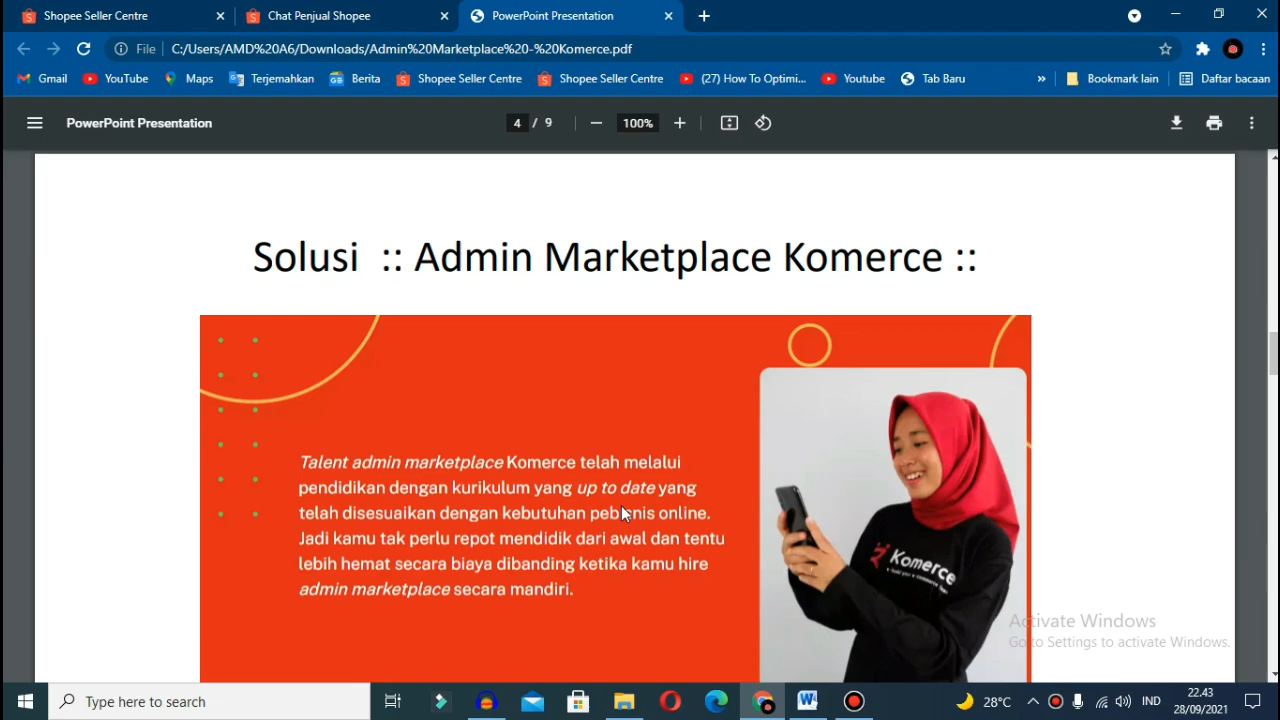 Shopee Seller Centre
Chat Penjual Shopee
PowerPoint Presentation
File
C:/Users/AMD%20A6/Downloads/Admin%20Marketplace%20-%20Komerce.pdf
Gmail
YouTube
Maps
Terjemahkan
Berita
Shopee Seller Centre
Shopee Seller Centre
(27) How To Optimi...
Youtube
Tab Baru
»
Bookmark lain
Daftar bacaan
PowerPoint Presentation
4 / 9
100%
Solusi :: Admin Marketplace Komerce ::
Talent admin marketplace Komerce telah melalui
pendidikan dengan kurikulum yang up to date yang
telah disesuaikan dengan kebutuhan pebisnis online.
Jadi kamu tak perlu repot mendidik dari awal dan tentu
lebih hemat secara biaya dibanding ketika kamu hire
admin marketplace secara mandiri.
Komerce
Activate Windows
Go to Settings to activate Windows.
Type here to search
28°C
IND
22.43
28/09/2021